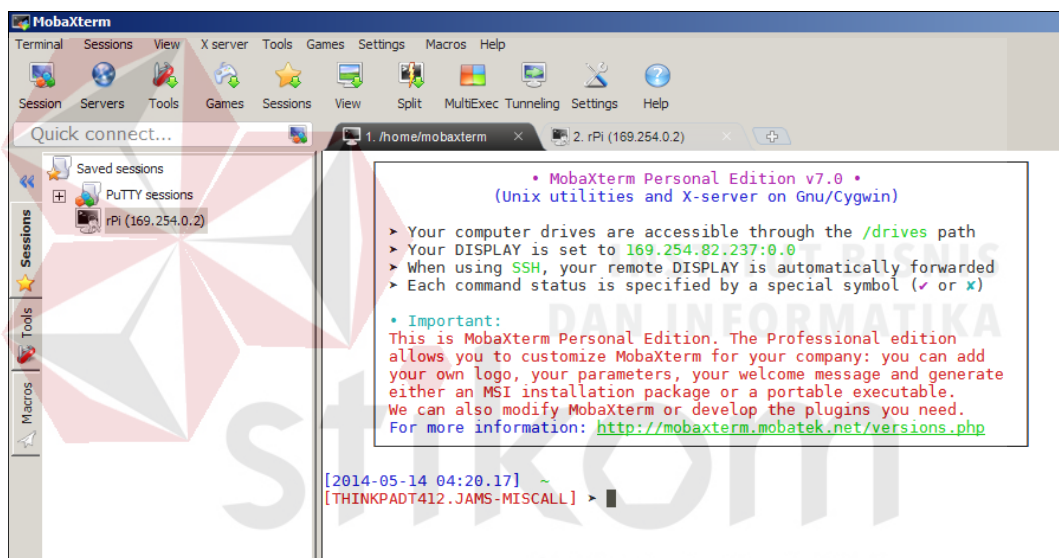 MobaXterm
Terminal Sessions View X server Tools Games Settings Macros Help
Session Servers Tools Games Sessions View Split MultiExec Tunneling Settings Help
Quick connect...
1. /home/mobaxterm
2. rPi (169.254.0.2)
Saved sessions
PuTTY sessions
rPi (169.254.0.2)
Sessions
Tools
Macros
• MobaXterm Personal Edition v7.0 •
(Unix utilities and X-server on Gnu/Cygwin)
➤ Your computer drives are accessible through the /drives path
➤ Your DISPLAY is set to 169.254.82.237:0.0
➤ When using SSH, your remote DISPLAY is automatically forwarded
➤ Each command status is specified by a special symbol (✔ or ✘)
• Important:
This is MobaXterm Personal Edition. The Professional edition
allows you to customize MobaXterm for your company: you can add
your own logo, your parameters, your welcome message and generate
either an MSI installation package or a portable executable.
We can also modify MobaXterm or develop the plugins you need.
For more information: http://mobaxterm.mobatek.net/versions.php
[2014-05-14 04:20.17] ~
[THINKPADT412.JAMS-MISCALL] ➤
INSTITUT BISNIS
DAN INFORMATIKA
stikom